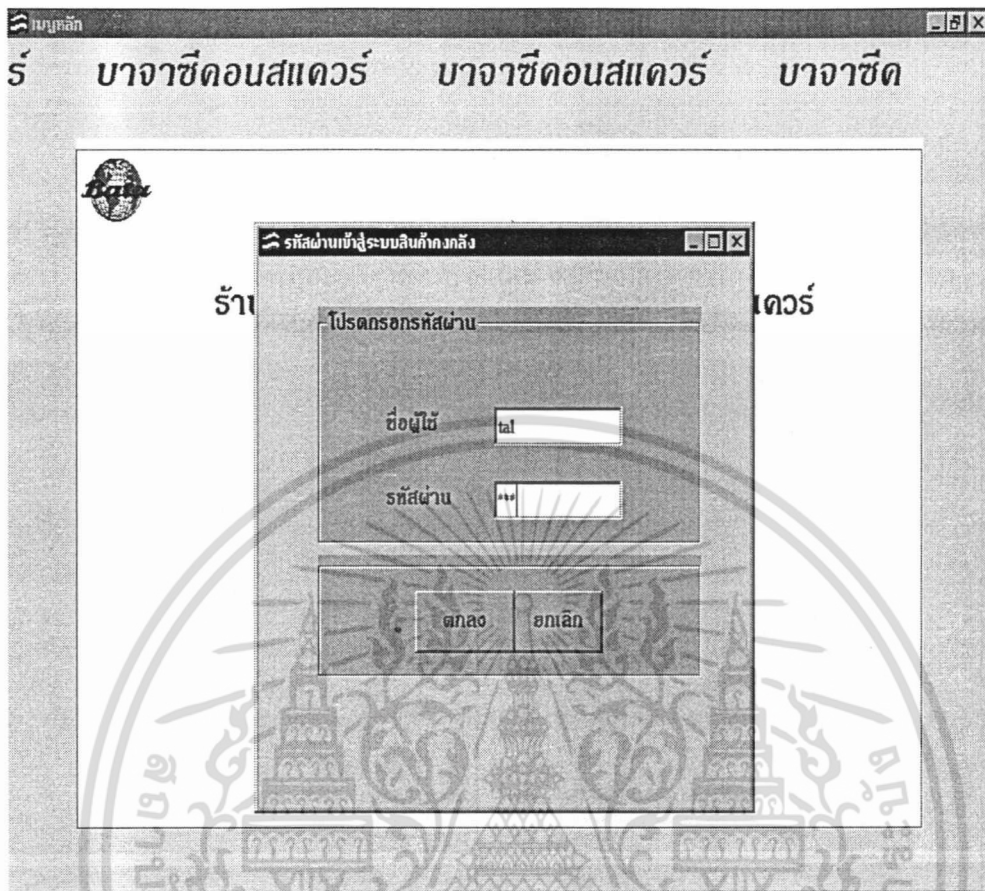 เมนูหลัก
ร์ บาจาซีคอนสแควร์ บาจาซีคอนสแควร์ บาจาซีค
Bata
รหัสผ่านเข้าสู่ระบบสินค้าคงคลัง
ร้าน แควร์
โปรดกรอกรหัสผ่าน
ชื่อผู้ใช้ tal
รหัสผ่าน ***
ตกลง ยกเลิก